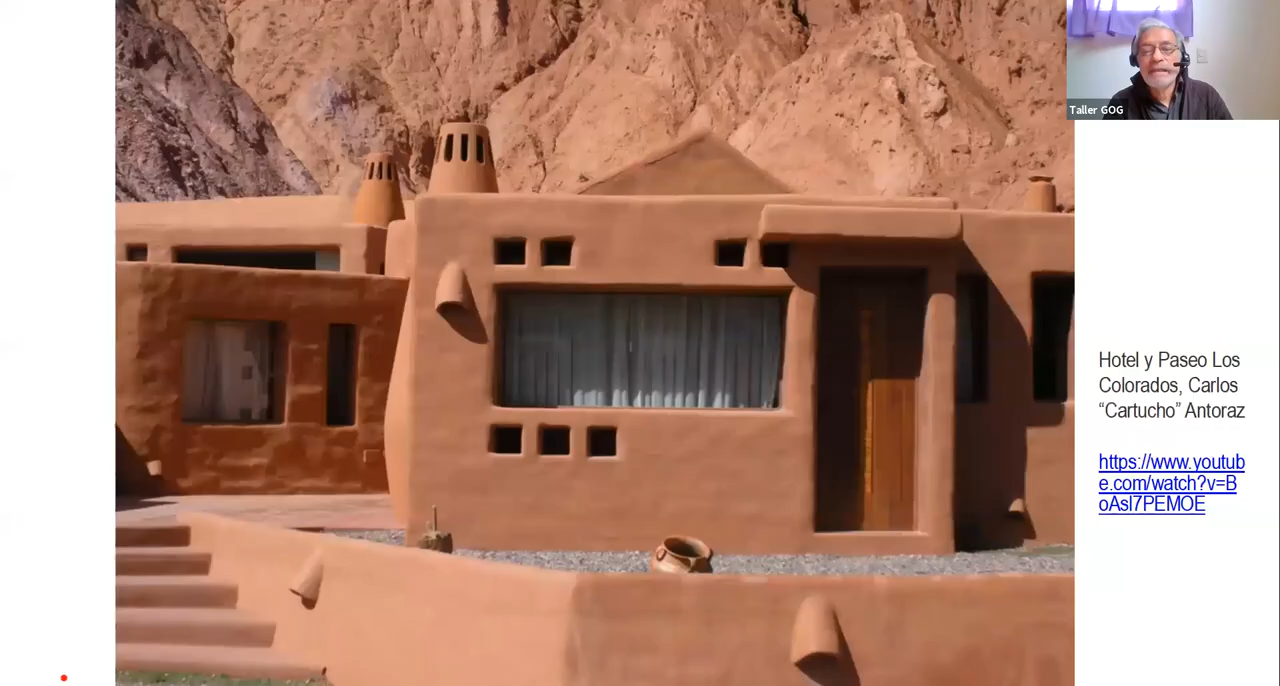 Taller GOG
Hotel y Paseo Los
Colorados, Carlos
“Cartucho” Antoraz
https://www.youtub
e.com/watch?v=B
oAsl7PEMOE